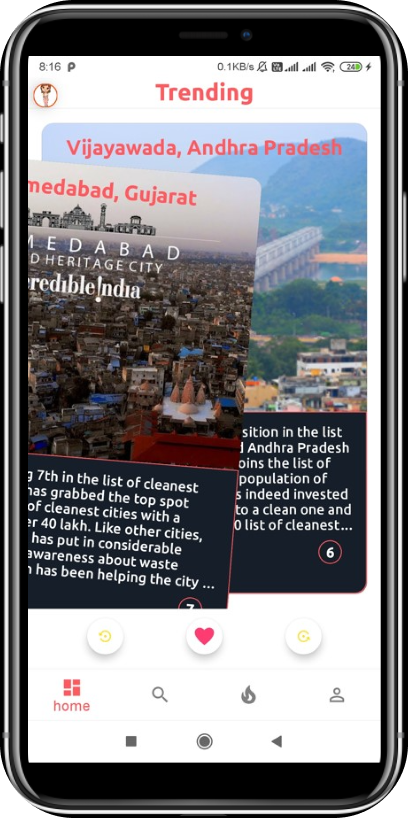 8:16
0.1KB/s
24
Trending
Vijayawada, Andhra Pradesh
medabad, Gujarat
MEDABAD
D HERITAGE CITY
redıble!ndıa
sition in the list
Andhra Pradesh
oins the list of
population of
s indeed invested
to a clean one and
0 list of cleanest...
6
g 7th in the list of cleanest
has grabbed the top spot
of cleanest cities with a
er 40 lakh. Like other cities,
has put in considerable
awareness about waste
n has been helping the city ...
7
home